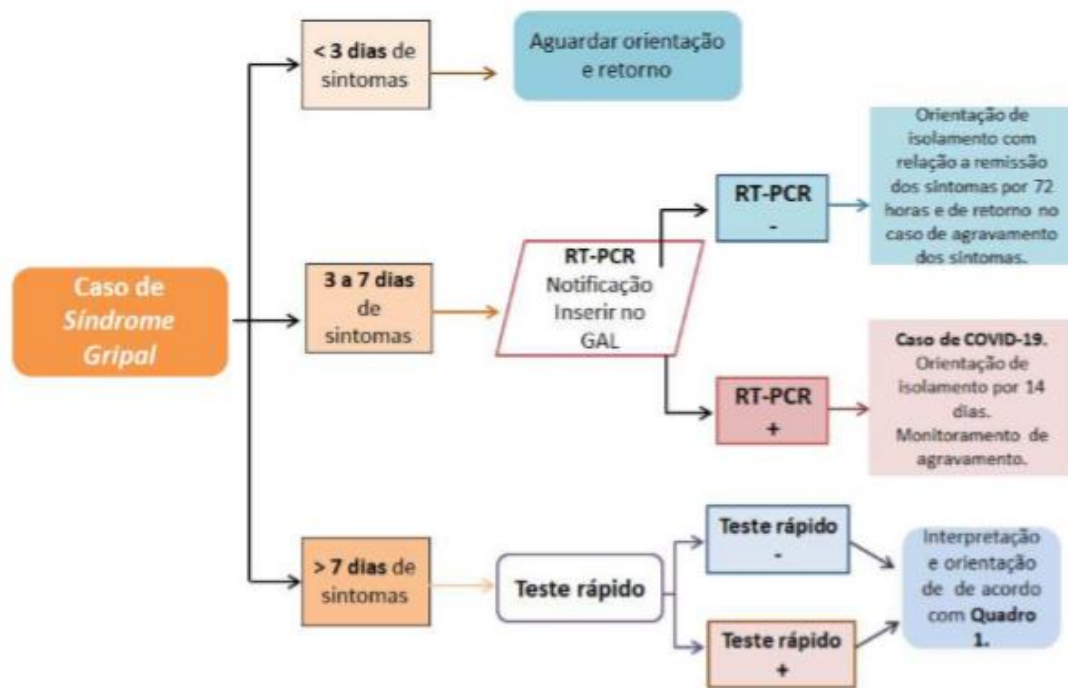 < 3 dias de
sintomas
Aguardar orientação
e retorno
Caso de
Síndrome
Gripal
3 a 7 dias
de
sintomas
RT-PCR
Notificação
Inserir no
GAL
RT-PCR
-
Orientação de
isolamento com
relação a remissão
dos sintomas por 72
horas e de retorno no
caso de agravamento
dos sintomas.
RT-PCR
+
Caso de COVID-19.
Orientação de
isolamento por 14
dias.
Monitoramento de
agravamento.
> 7 dias de
sintomas
Teste rápido
Teste rápido
-
Teste rápido
+
Interpretação
e orientação
de de acordo
com Quadro
1.